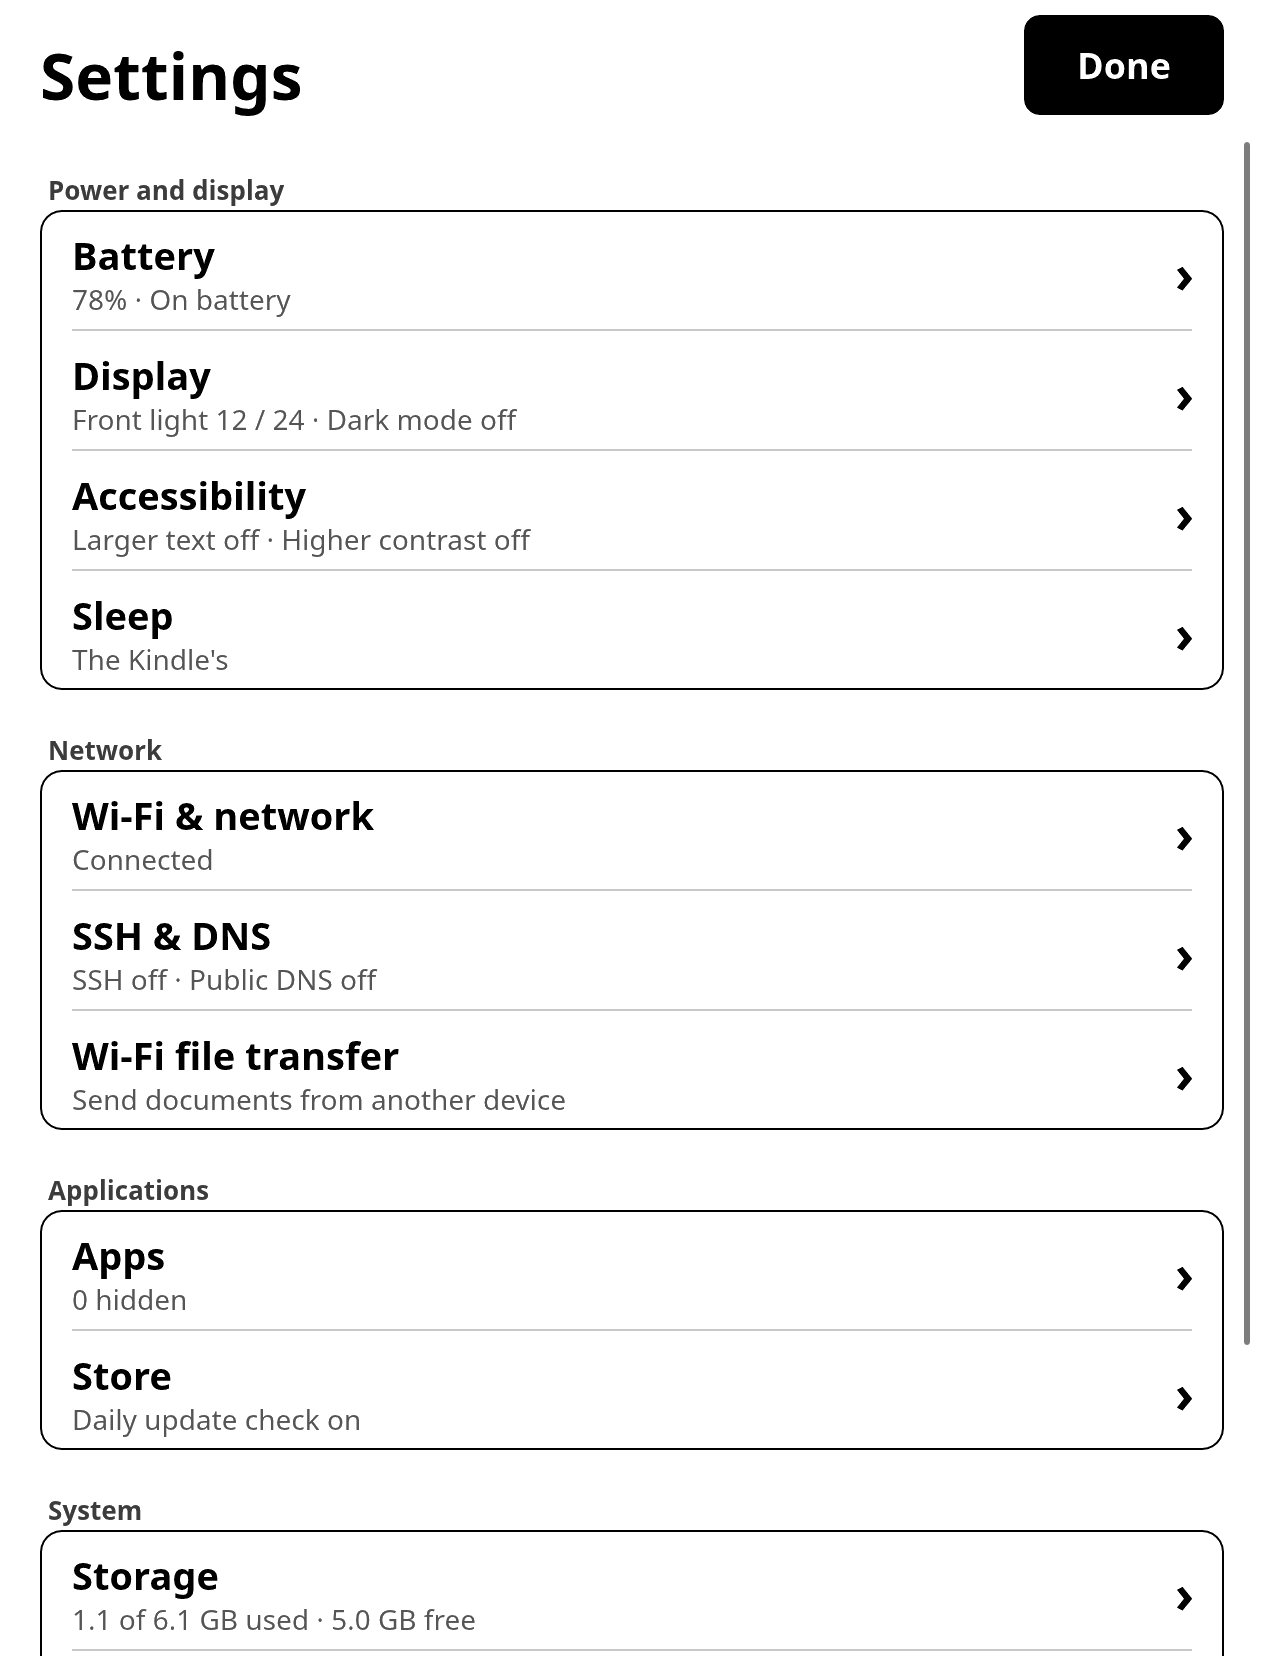 Settings
Done
Power and display
Battery
78% · On battery
Display
Front light 12 / 24 · Dark mode off
Accessibility
Larger text off · Higher contrast off
Sleep
The Kindle's
Network
Wi-Fi & network
Connected
SSH & DNS
SSH off · Public DNS off
Wi-Fi file transfer
Send documents from another device
Applications
Apps
0 hidden
Store
Daily update check on
System
Storage
1.1 of 6.1 GB used · 5.0 GB free